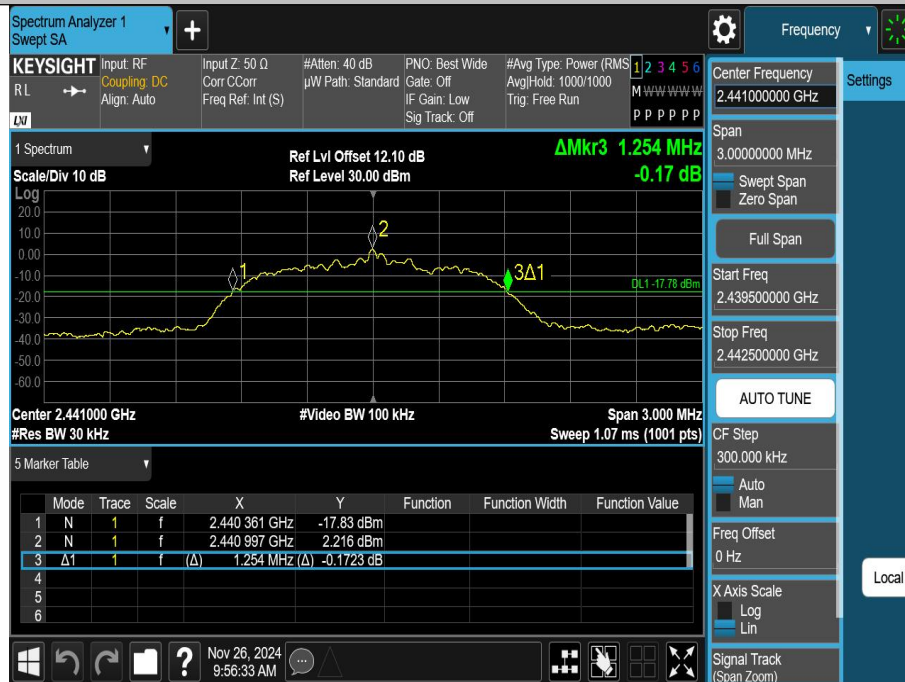 Spectrum Analyzer 1
Swept SA
+
Frequency
KEYSIGHT
RL
LXI
Input: RF
Coupling: DC
Align: Auto
Input Z: 50 Ω
Corr CCorr
Freq Ref: Int (S)
#Atten: 40 dB
µW Path: Standard
PNO: Best Wide
Gate: Off
IF Gain: Low
Sig Track: Off
#Avg Type: Power (RMS
Avg|Hold: 1000/1000
Trig: Free Run
1 2 3 4 5 6
M W W W W W
P P P P P P
1 Spectrum
Scale/Div 10 dB
Ref Lvl Offset 12.10 dB
Ref Level 30.00 dBm
ΔMkr3 1.254 MHz
-0.17 dB
Log
20.0
10.0
0.00
-10.0
-20.0
-30.0
-40.0
-50.0
-60.0
1
2
3Δ1
DL1 -17.78 dBm
Center 2.441000 GHz
#Res BW 30 kHz
#Video BW 100 kHz
Span 3.000 MHz
Sweep 1.07 ms (1001 pts)
5 Marker Table
Mode Trace Scale X Y Function Function Width Function Value
1 N 1 f 2.440 361 GHz -17.83 dBm
2 N 1 f 2.440 997 GHz 2.216 dBm
3 Δ1 1 f (Δ) 1.254 MHz (Δ) -0.1723 dB
4
5
6
?
Nov 26, 2024
9:56:33 AM
Center Frequency
2.441000000 GHz
Span
3.00000000 MHz
Swept Span
Zero Span
Full Span
Start Freq
2.439500000 GHz
Stop Freq
2.442500000 GHz
AUTO TUNE
CF Step
300.000 kHz
Auto
Man
Freq Offset
0 Hz
X Axis Scale
Log
Lin
Signal Track
(Span Zoom)
Settings
Local